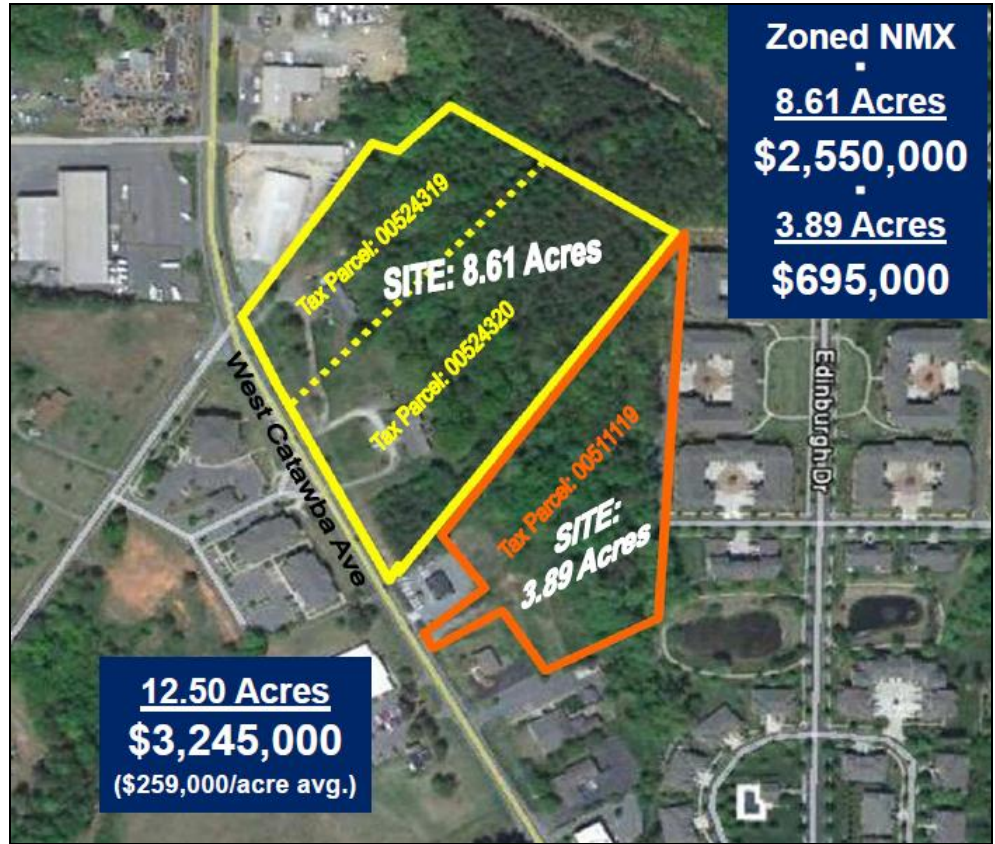 Zoned NMX
8.61 Acres
$2,550,000
3.89 Acres
$695,000
Tax Parcel: 00524319
SITE: 8.61 Acres
Tax Parcel: 00524320
West Catawba Ave
Edinburgh Dr
Tax Parcel: 00511119
SITE:
3.89 Acres
12.50 Acres
$3,245,000
($259,000/acre avg.)